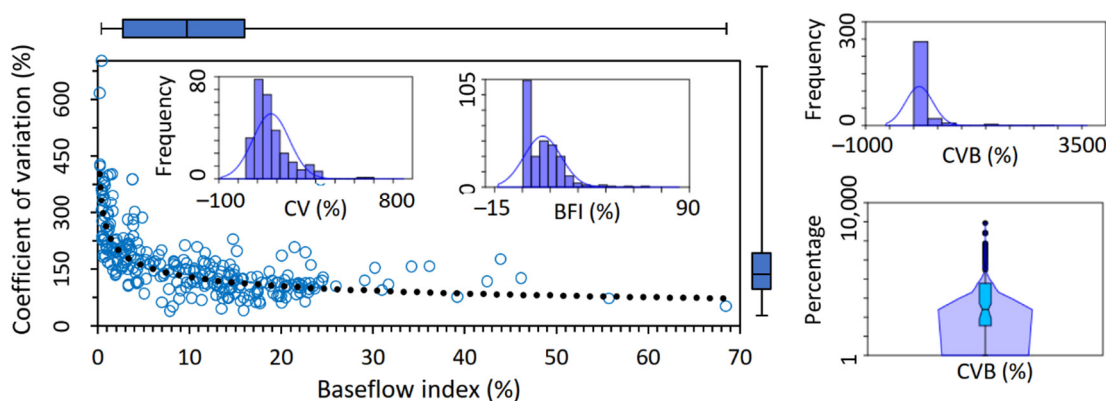 Coefficient of variation (%)
600
450
300
150
0
0 10 20 30 40 50 60 70
Baseflow index (%)
Frequency
80
0
−100 CV (%) 800
105
0
−15 BFI (%) 90
Frequency
300
0
−1000 CVB (%) 3500
Percentage
10,000
1
CVB (%)